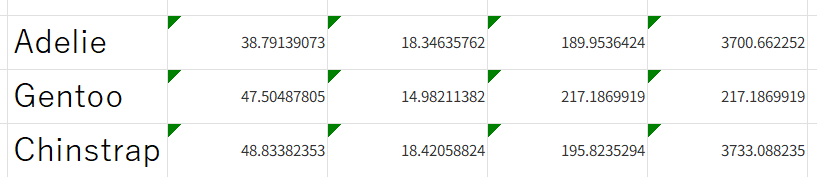 Adelie 38.79139073 18.34635762 189.9536424 3700.662252
Gentoo 47.50487805 14.98211382 217.1869919 217.1869919
Chinstrap 48.83382353 18.42058824 195.8235294 3733.088235